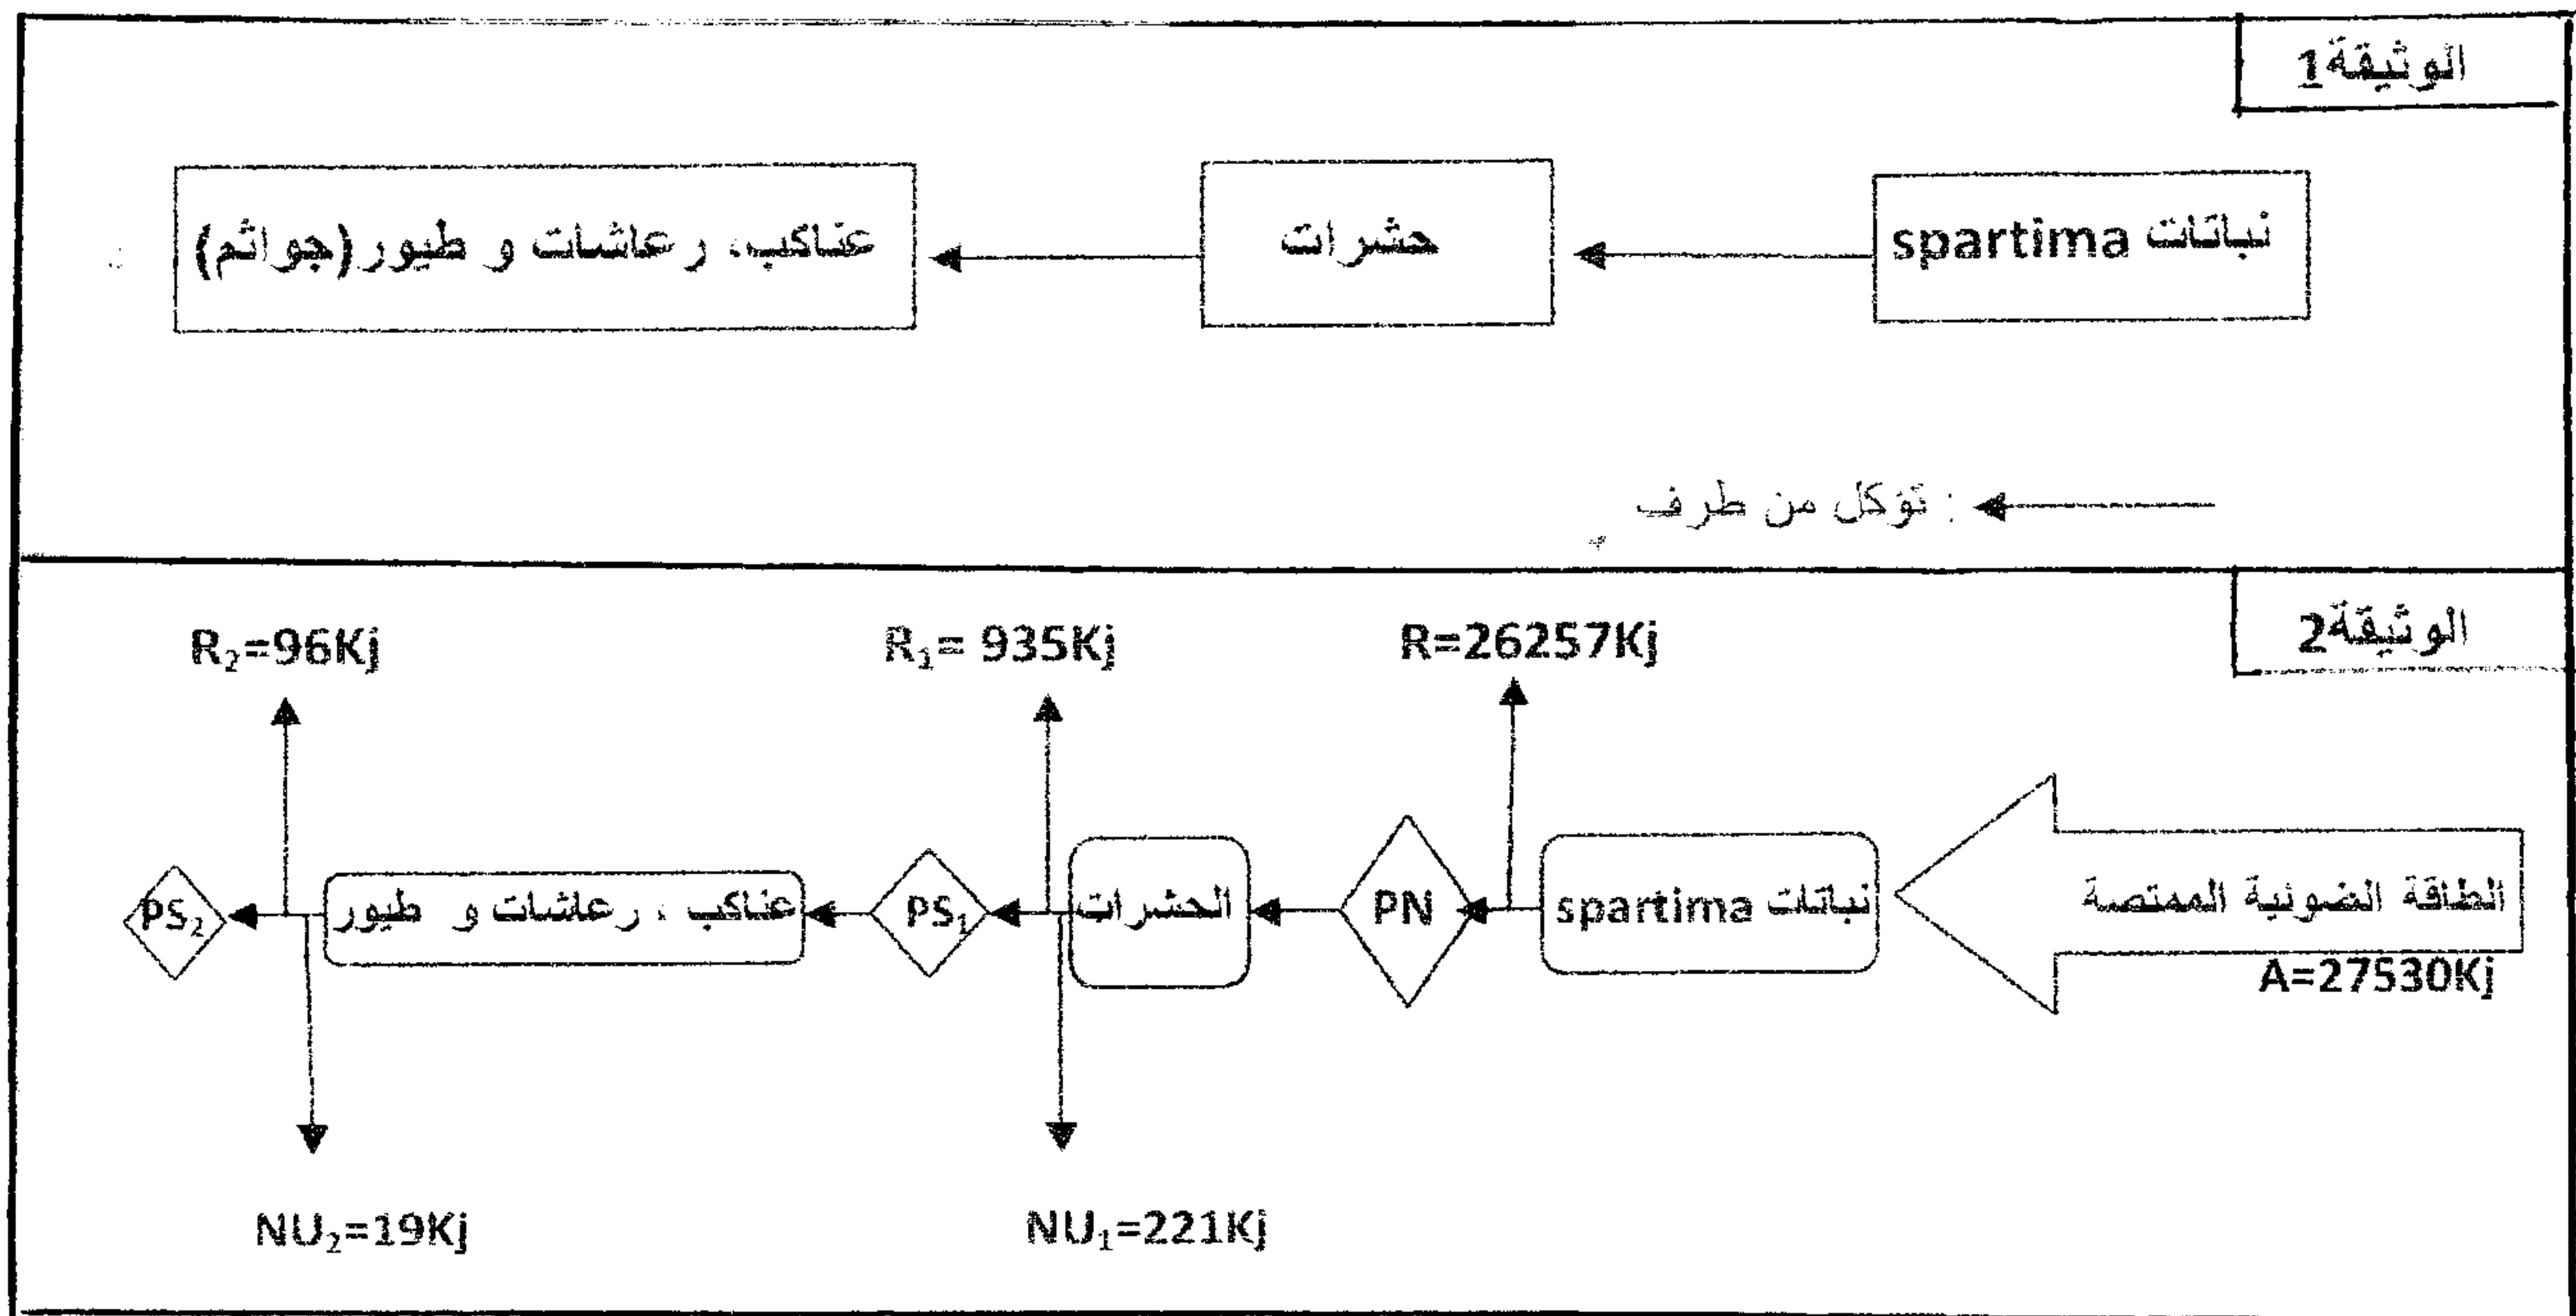 الوثيقة1
نباتات spartima
حشرات
عناكب، رعاشات و طيور(جواثم)
: تؤكل من طرف
الوثيقة2
R=26257Kj
R₁= 935Kj
R₂=96Kj
الطاقة الضوئية الممتصة
A=27530Kj
نباتات spartima
PN
الحشرات
PS₁
عناكب ، رعاشات و طيور
PS₂
NU₁=221Kj
NU₂=19Kj